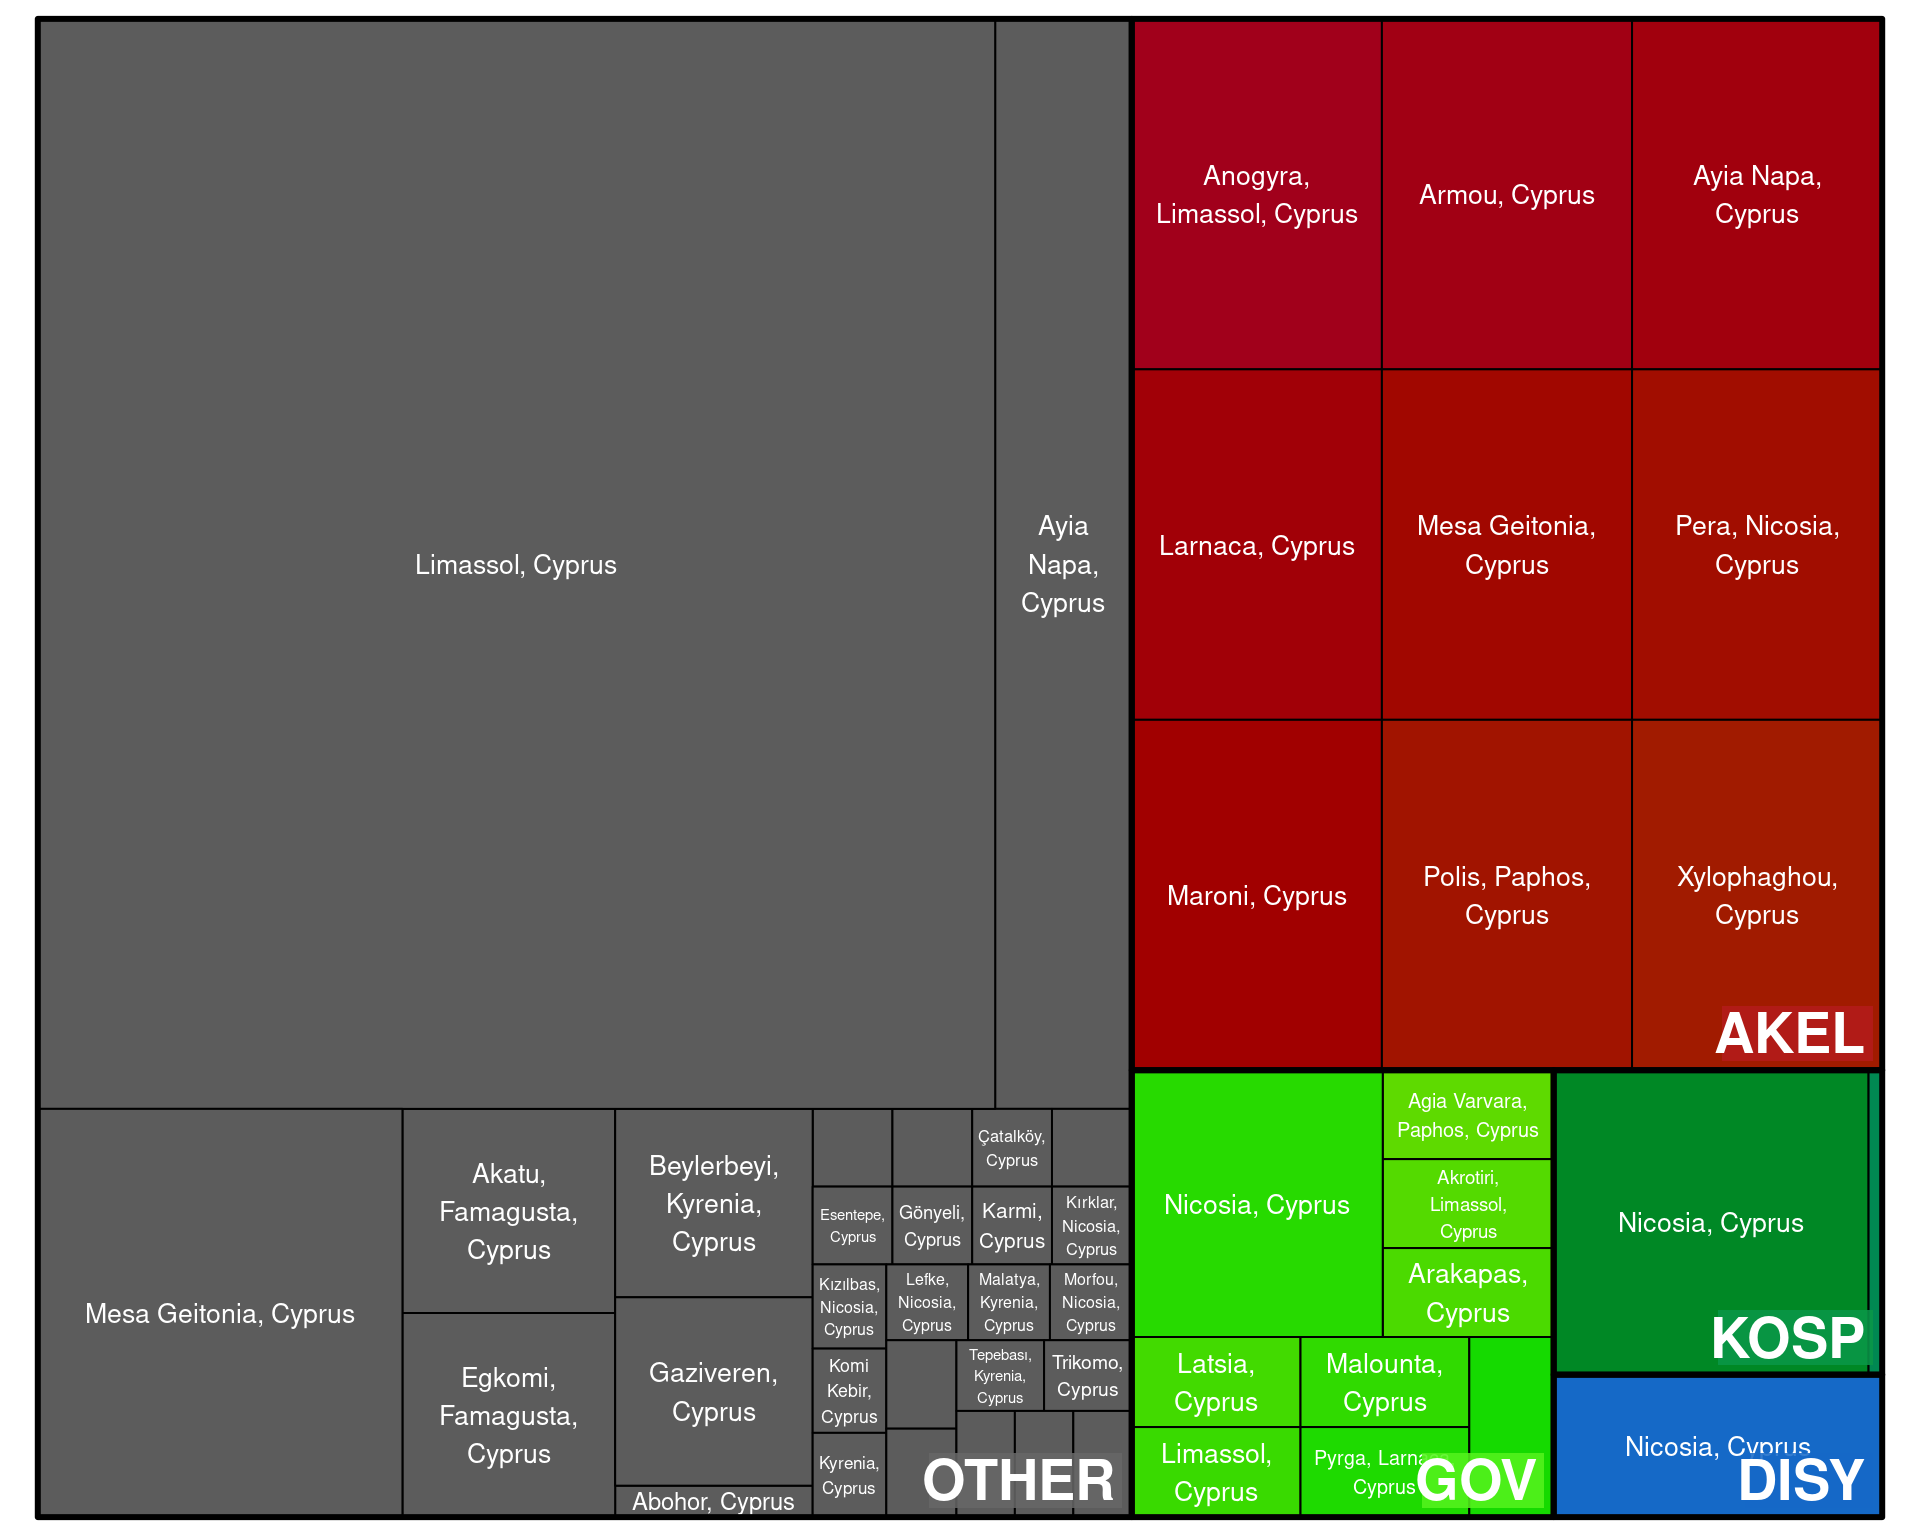 Limassol, Cyprus
Ayia
Napa,
Cyprus
Mesa Geitonia, Cyprus
Akatu,
Famagusta,
Cyprus
Egkomi,
Famagusta,
Cyprus
Beylerbeyi,
Kyrenia,
Cyprus
Gaziveren,
Cyprus
Abohor, Cyprus
Çatalköy,
Cyprus
Esentepe,
Cyprus
Gönyeli,
Cyprus
Karmi,
Cyprus
Kırklar,
Nicosia,
Cyprus
Kızılbas,
Nicosia,
Cyprus
Lefke,
Nicosia,
Cyprus
Malatya,
Kyrenia,
Cyprus
Morfou,
Nicosia,
Cyprus
Komi
Kebir,
Cyprus
Tepebası,
Kyrenia,
Cyprus
Trikomo,
Cyprus
Kyrenia,
Cyprus
OTHER
Anogyra,
Limassol, Cyprus
Armou, Cyprus
Ayia Napa,
Cyprus
Larnaca, Cyprus
Mesa Geitonia,
Cyprus
Pera, Nicosia,
Cyprus
Maroni, Cyprus
Polis, Paphos,
Cyprus
Xylophaghou,
Cyprus
AKEL
Nicosia, Cyprus
Agia Varvara,
Paphos, Cyprus
Akrotiri,
Limassol,
Cyprus
Arakapas,
Cyprus
Latsia,
Cyprus
Malounta,
Cyprus
Limassol,
Cyprus
Pyrga, Larnaca,
Cyprus
GOV
Nicosia, Cyprus
KOSP
Nicosia, Cyprus
DISY